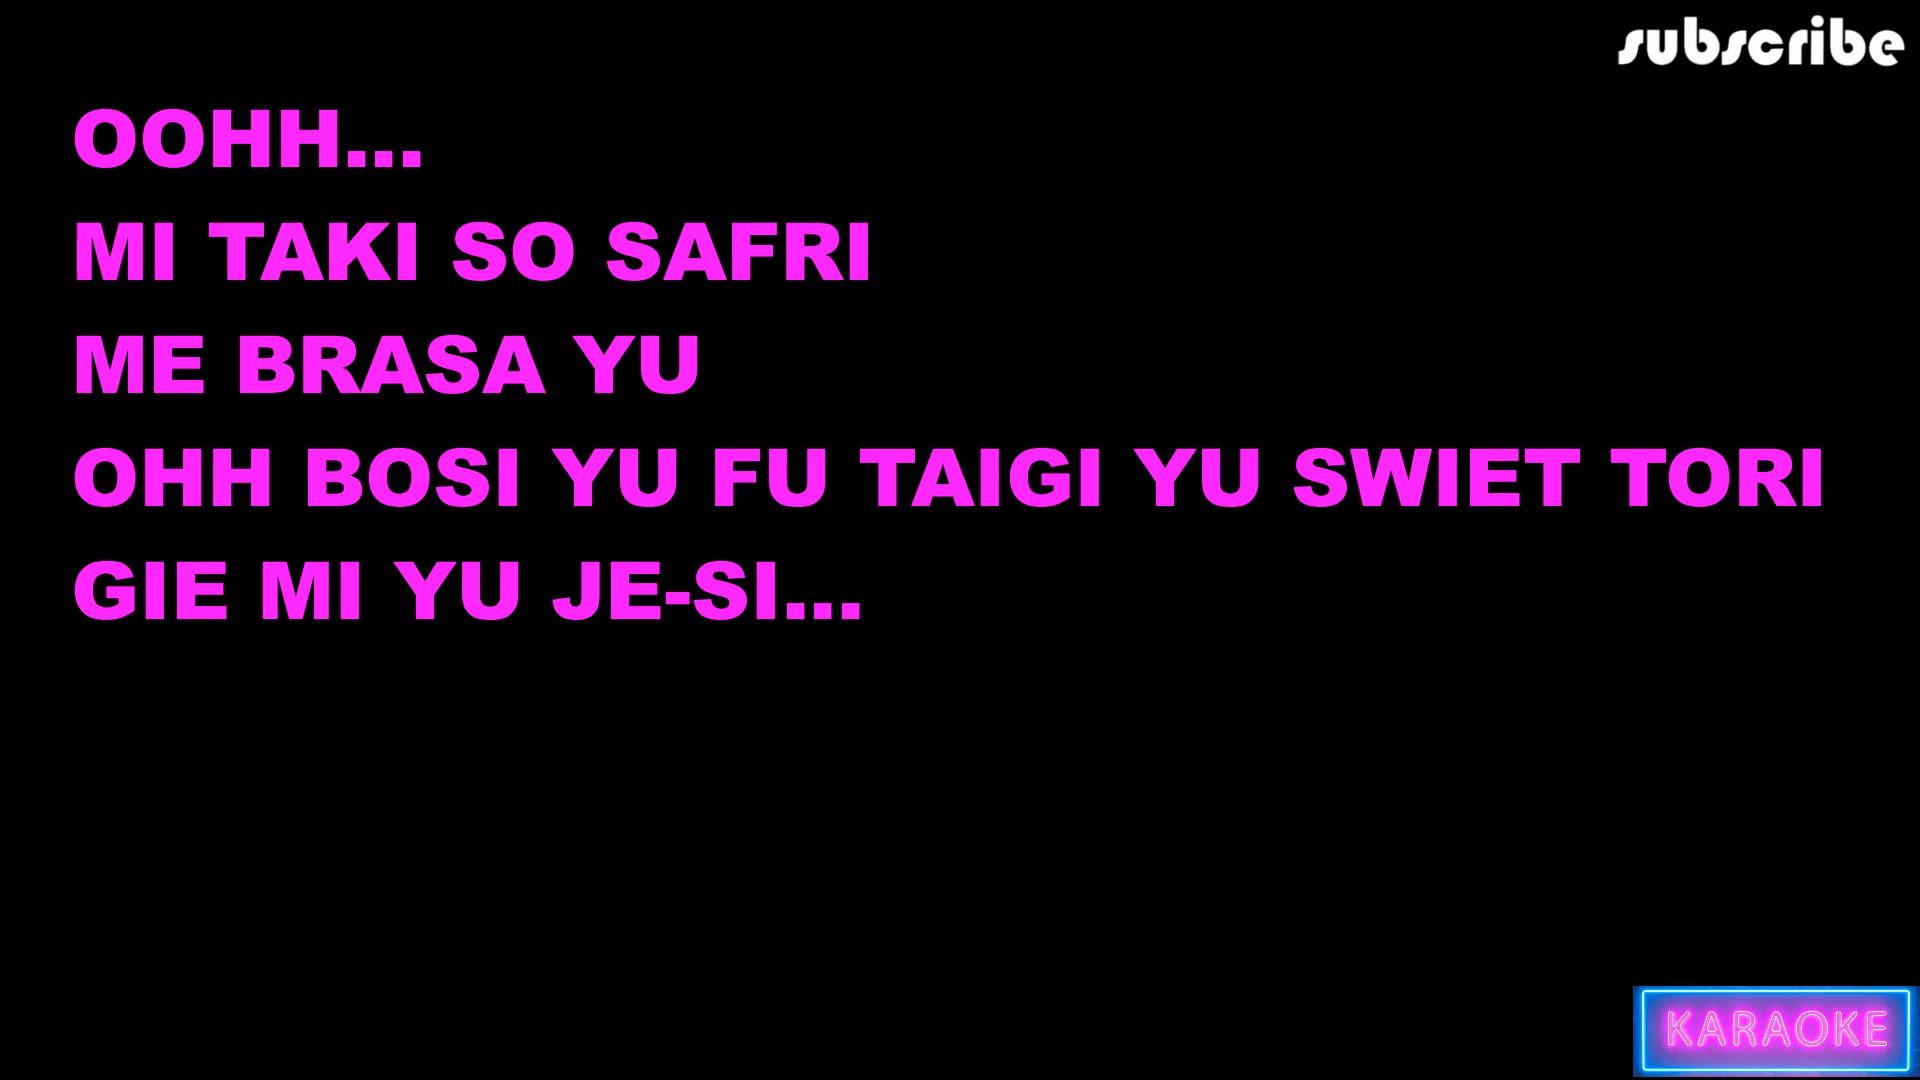 subscribe
OOHH...
MI TAKI SO SAFRI
ME BRASA YU
OHH BOSI YU FU TAIGI YU SWIET TORI
GIE MI YU JE-SI...
KARAOKE